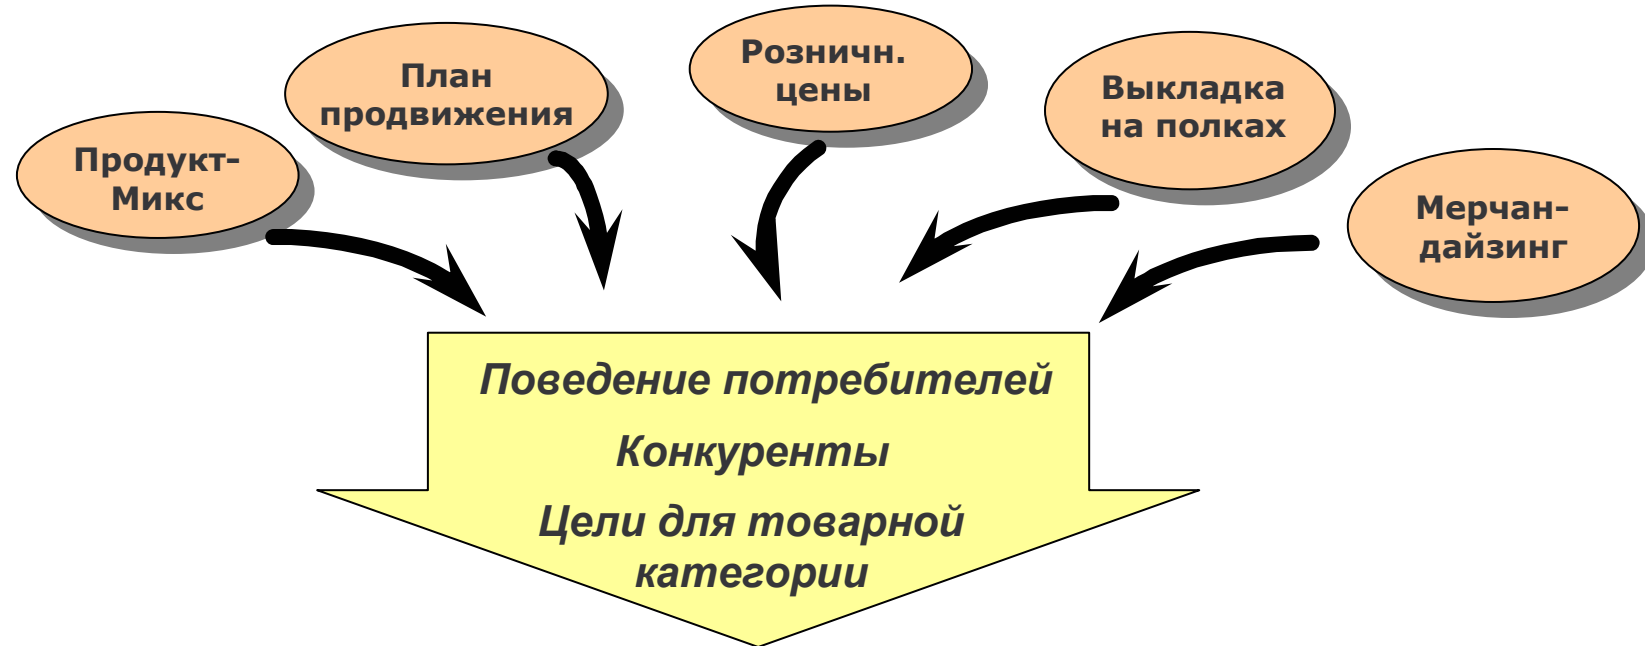 Продукт-
Микс
План
продвижения
Розничн.
цены
Выкладка
на полках
Мерчан-
дайзинг
Поведение потребителей
Конкуренты
Цели для товарной
категории